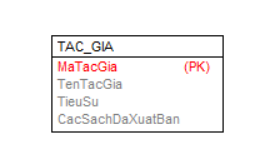 TAC_GIA
MaTacGia (PK)
TenTacGia
TieuSu
CacSachDaXuatBan